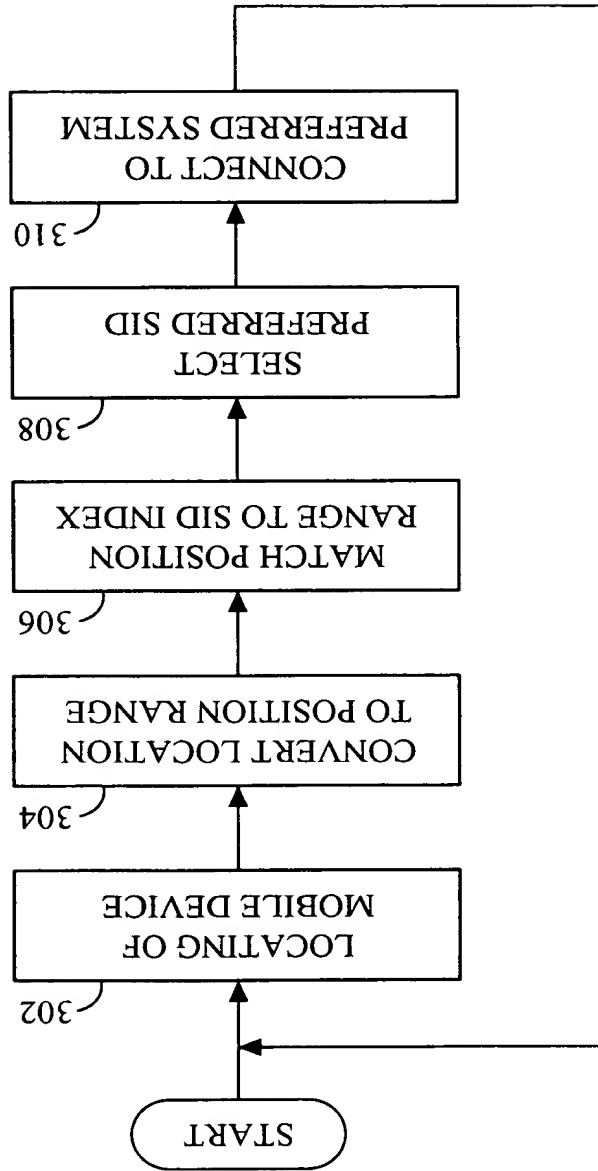 START
302
LOCATING OF
MOBILE DEVICE
304
CONVERT LOCATION
TO POSITION RANGE
306
MATCH POSITION
RANGE TO SID INDEX
308
SELECT
PREFERRED SID
310
CONNECT TO
PREFERRED SYSTEM